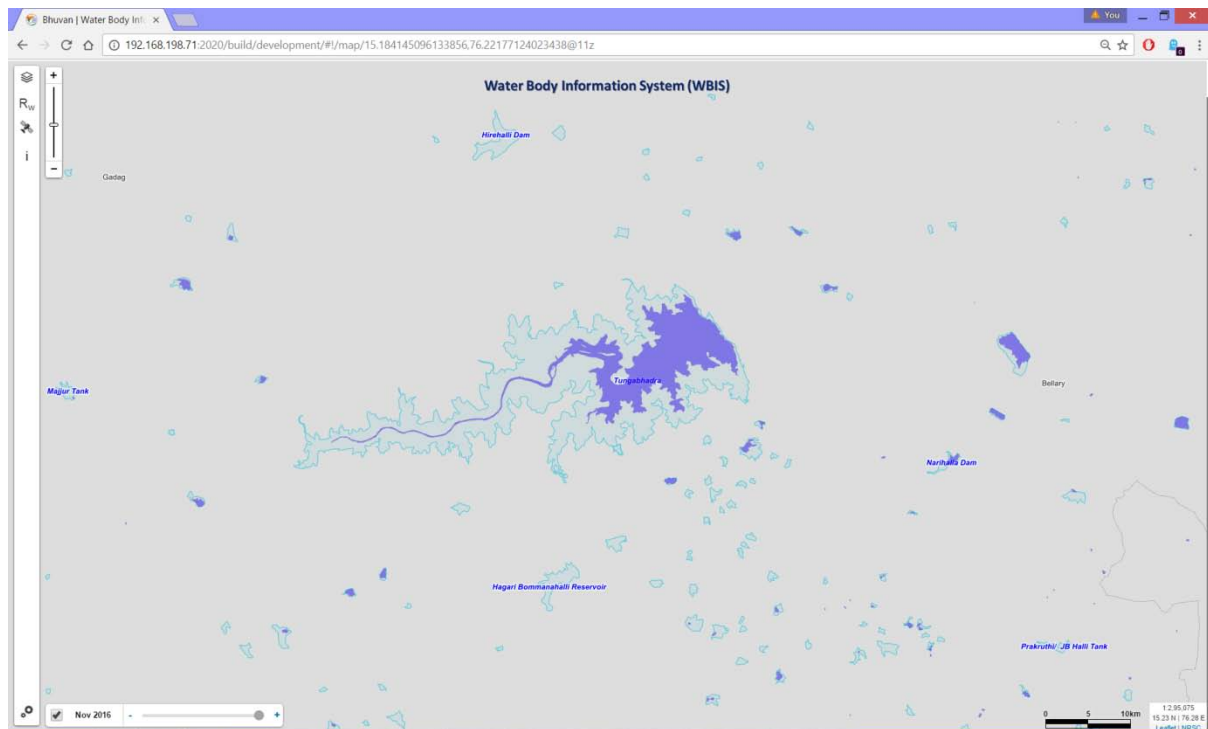 Bhuvan | Water Body Inf
You
192.168.198.71:2020/build/development/#!/map/15.184145096133856,76.22177124023438@11z
Water Body Information System (WBIS)
+
Rw
i
-
Hirehalli Dam
Gadag
Tungabhadra
Majjur Tank
Bellary
Narihalla Dam
Hagari Bommanahalli Reservoir
Prakruthi/ JB Halli Tank
Nov 2016 - +
0 5 10km
1:2,95,075
15.23 N | 76.28 E
Leaflet | NRSC